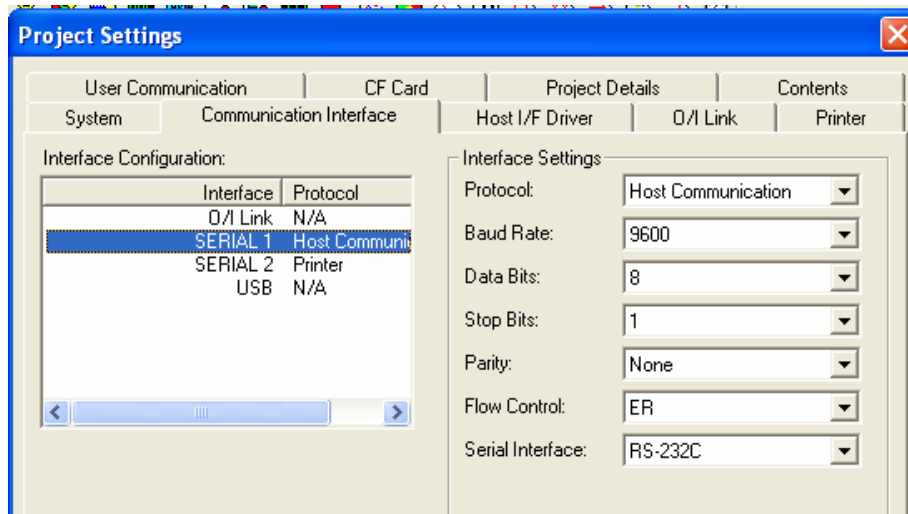 Project Settings
User Communication CF Card Project Details Contents
System Communication Interface Host I/F Driver O/I Link Printer
Interface Configuration: Interface Settings
Interface Protocol
O/I Link N/A
SERIAL 1 Host Communi
SERIAL 2 Printer
USB N/A
Protocol: Host Communication
Baud Rate: 9600
Data Bits: 8
Stop Bits: 1
Parity: None
Flow Control: ER
Serial Interface: RS-232C